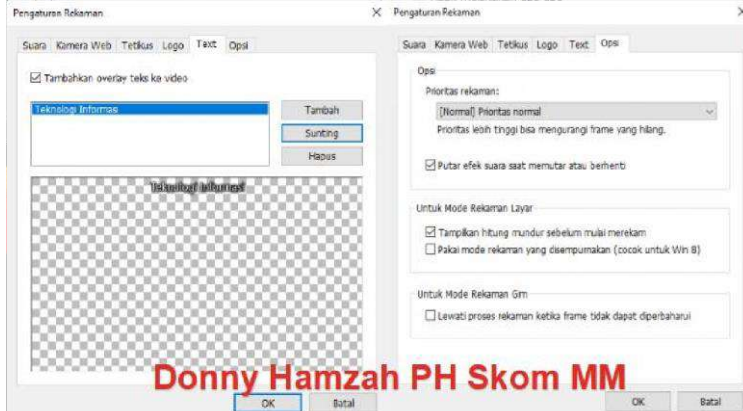 Pengaturan Rekaman
Suara Kamera Web Tetikus Logo Text Opsi
Tambahkan overlay teks ke video
Teknologi Informasi
Tambah
Sunting
Hapus
Teknologi Informasi
OK Batal
Pengaturan Rekaman
Suara Kamera Web Tetikus Logo Text Opsi
Opsi
Prioritas rekaman:
[Normal] Prioritas normal
Prioritas lebih tinggi bisa mengurangi frame yang hilang.
Putar efek suara saat memutar atau berhenti
Untuk Mode Rekaman Layar
Tampilkan hitung mundur sebelum mulai merekam
Pakai mode rekaman yang disempurnakan (cocok untuk Win 8)
Untuk Mode Rekaman Gim
Lewati proses rekaman ketika frame tidak dapat diperbaharui
OK Batal
Donny Hamzah PH Skom MM